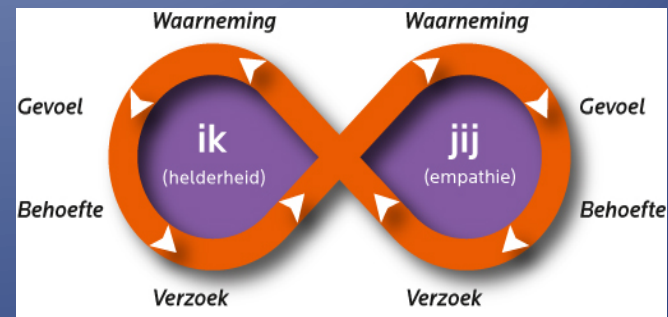 Waarneming Waarneming
Gevoel Gevoel
ik jij
(helderheid) (empathie)
Behoefte Behoefte
Verzoek Verzoek